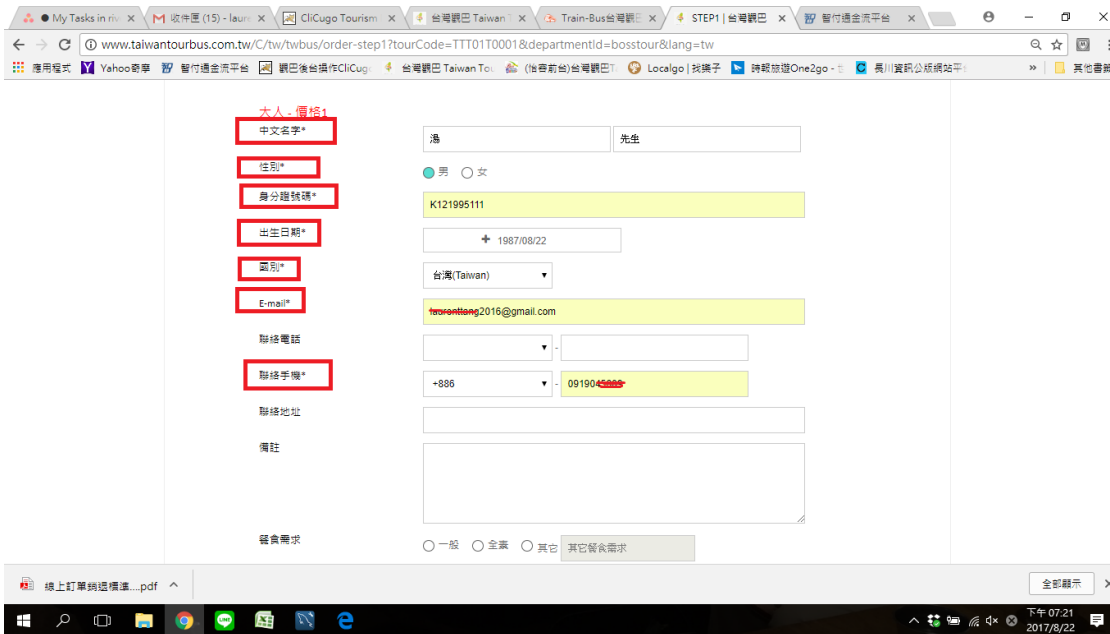 My Tasks in riv
收件匣 (15) - laur
CliCugo Tourism
台灣觀巴 Taiwan T
Train-Bus台灣觀巴
STEP1 | 台灣觀巴
智付通金流平台
www.taiwantourbus.com.tw/C/tw/twbus/order-step1?tourCode=TTT01T0001&departmentId=bosstour&lang=tw
應用程式 Yahoo奇摩 智付通金流平台 觀巴後台操作CliCug 台灣觀巴 Taiwan Tou (怡容前台)台灣觀巴T Localgo | 找樂子 時報旅遊One2go - 長川資訊公版網站平 » 其他書籤
大人 - 價格1
中文名字* 湯 先生
性別* 男 女
身分證號碼* K121995111
出生日期* + 1987/08/22
國別* 台灣(Taiwan)
E-mail* 2016@gmail.com
聯絡電話 -
聯絡手機* +886 - 0919
聯絡地址
備註
餐食需求 一般 全素 其它 其它餐食需求
線上訂單銷退標準....pdf 全部顯示
下午 07:21
2017/8/22